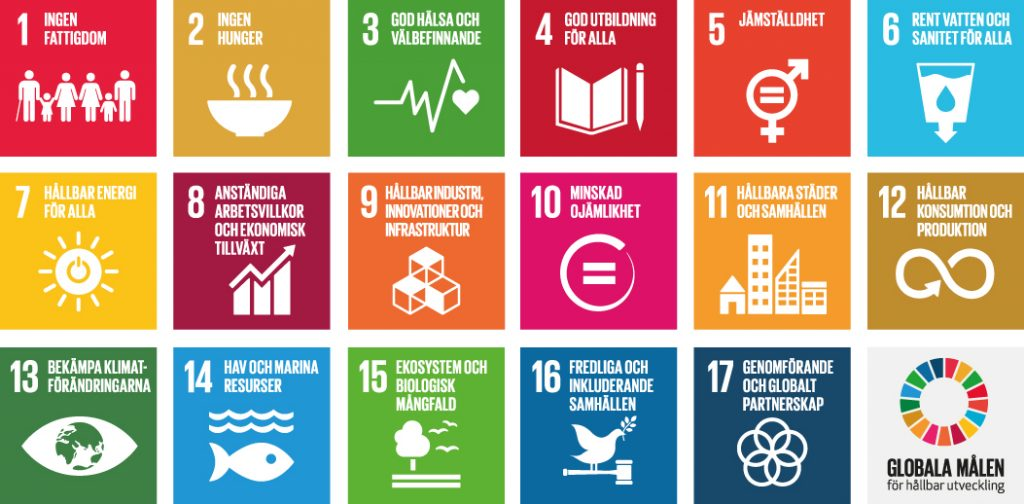 1 INGEN
FATTIGDOM
2 INGEN
HUNGER
3 GOD HÄLSA OCH
VÄLBEFINNANDE
4 GOD UTBILDNING
FÖR ALLA
5 JÄMSTÄLLDHET
6 RENT VATTEN OCH
SANITET FÖR ALLA
7 HÅLLBAR ENERGI
FÖR ALLA
8 ANSTÄNDIGA
ARBETSVILLKOR
OCH EKONOMISK
TILLVÄXT
9 HÅLLBAR INDUSTRI,
INNOVATIONER OCH
INFRASTRUKTUR
10 MINSKAD
OJÄMLIKHET
11 HÅLLBARA STÄDER
OCH SAMHÄLLEN
12 HÅLLBAR
KONSUMTION OCH
PRODUKTION
13 BEKÄMPA KLIMAT-
FÖRÄNDRINGARNA
14 HAV OCH MARINA
RESURSER
15 EKOSYSTEM OCH
BIOLOGISK
MÅNGFALD
16 FREDLIGA OCH
INKLUDERANDE
SAMHÄLLEN
17 GENOMFÖRANDE
OCH GLOBALT
PARTNERSKAP
GLOBALA MÅLEN
för hållbar utveckling